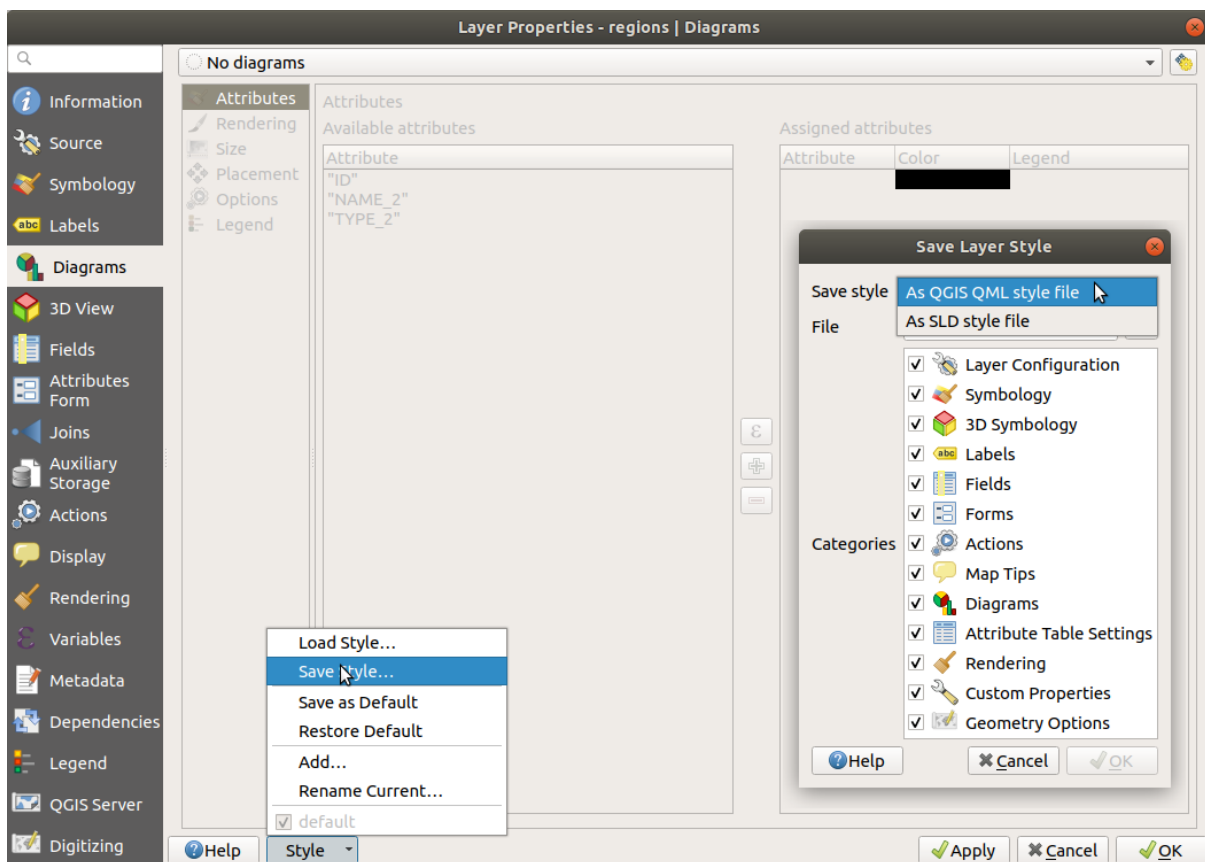 Layer Properties - regions | Diagrams
No diagrams
Information
Source
Symbology
abc Labels
Diagrams
3D View
Fields
Attributes
Form
Joins
Auxiliary
Storage
Actions
Display
Rendering
Variables
Metadata
Dependencies
Legend
QGIS Server
Digitizing
Attributes
Rendering
Size
Placement
Options
Legend
Attributes
Available attributes
Attribute
"ID"
"NAME_2"
"TYPE_2"
ε
Assigned attributes
Attribute Color Legend
Load Style...
Save Style...
Save as Default
Restore Default
Add...
Rename Current...
default
Save Layer Style
Save style As QGIS QML style file
As SLD style file
File
Categories
Layer Configuration
Symbology
3D Symbology
abc Labels
Fields
Forms
Actions
Map Tips
Diagrams
Attribute Table Settings
Rendering
Custom Properties
Geometry Options
Help Cancel OK
Help Style Apply Cancel OK